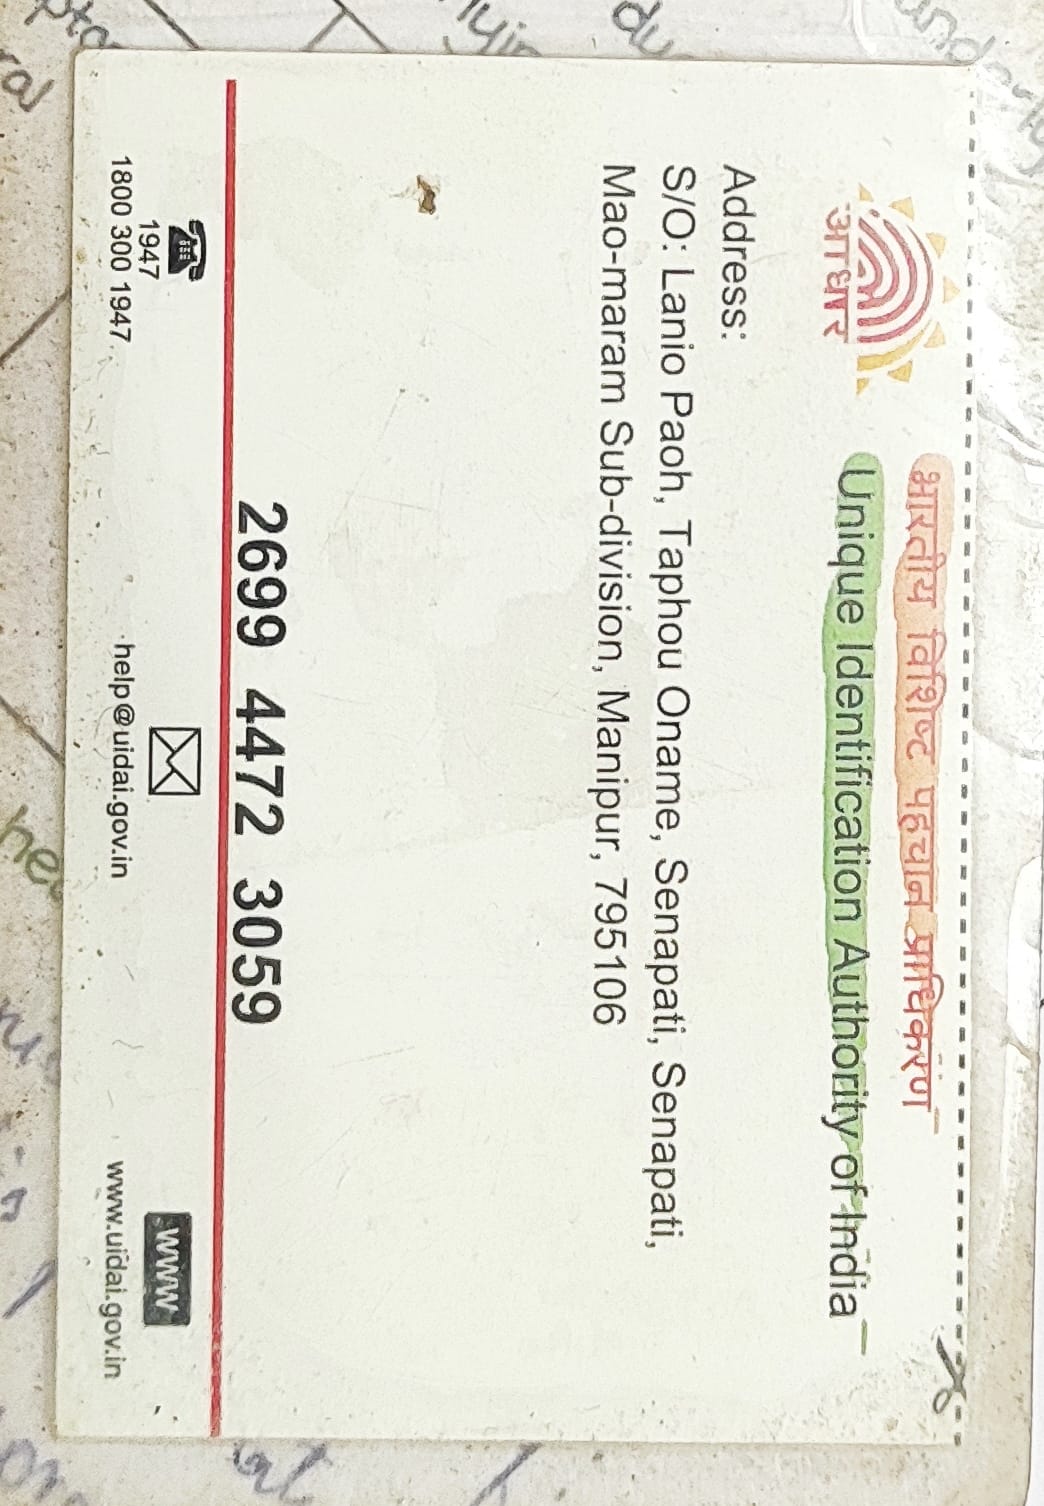 आधार
भारतीय विशिष्ट पहचान प्राधिकरण
Unique Identification Authority of India
Address:
S/O: Lanio Paoh, Taphou Oname, Senapati, Senapati,
Mao-maram Sub-division, Manipur, 795106
2699 4472 3059
1947
1800 300 1947
help@uidai.gov.in
www
www.uidai.gov.in